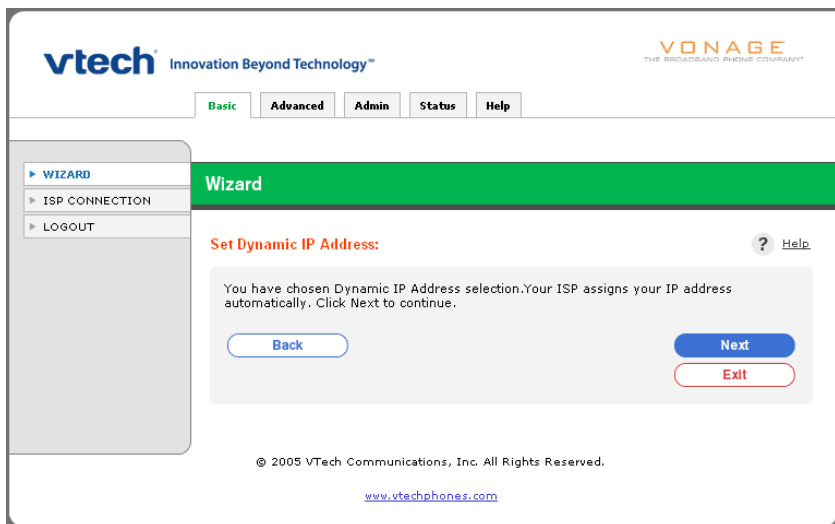 vtech Innovation Beyond Technology™
VONAGE
THE BROADBAND PHONE COMPANY®
Basic Advanced Admin Status Help
WIZARD
ISP CONNECTION
LOGOUT
Wizard
Set Dynamic IP Address:
? Help
You have chosen Dynamic IP Address selection.Your ISP assigns your IP address
automatically. Click Next to continue.
Back
Next
Exit
© 2005 VTech Communications, Inc. All Rights Reserved.
www.vtechphones.com